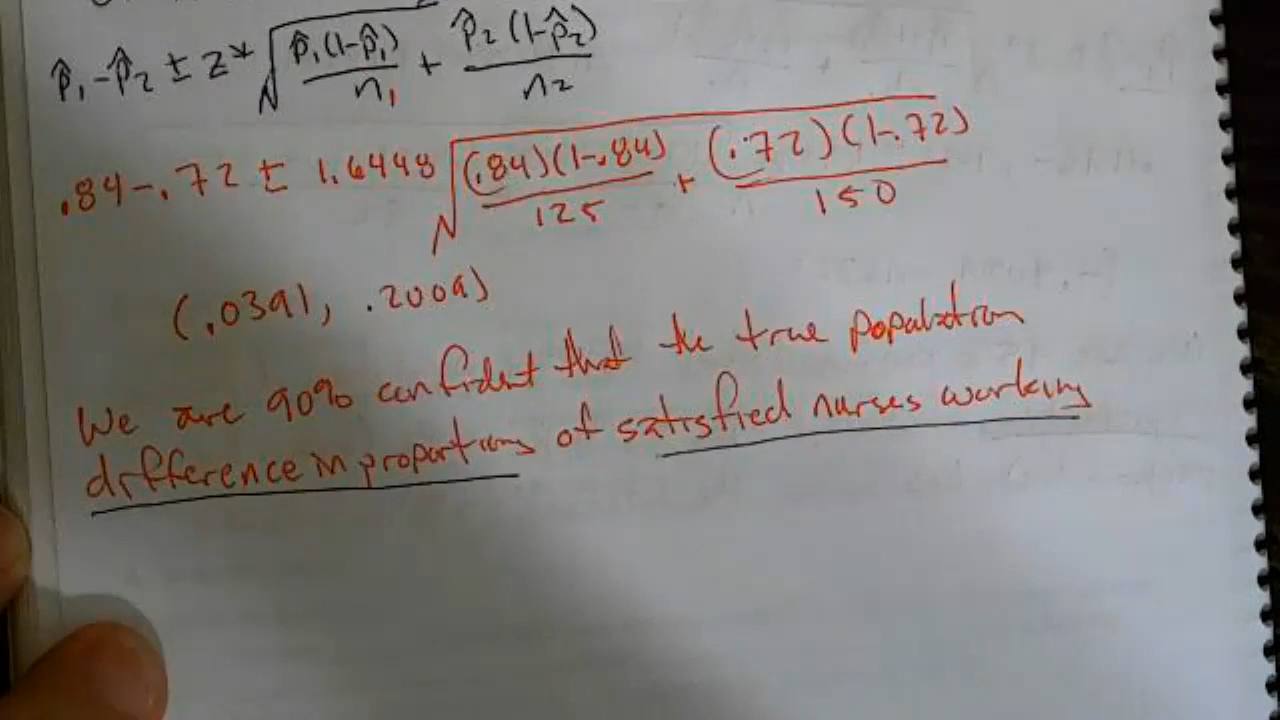 p̂₁-p̂₂ ± z* √ p̂₁(1-p̂₁)/n₁ + p̂₂(1-p̂₂)/n₂
.84-.72 ± 1.6448 √ (.84)(1-.84)/125 + (.72)(1-.72)/150
(.0391, .2009)
We are 90% confident that the true population
difference in proportions of satisfied nurses working